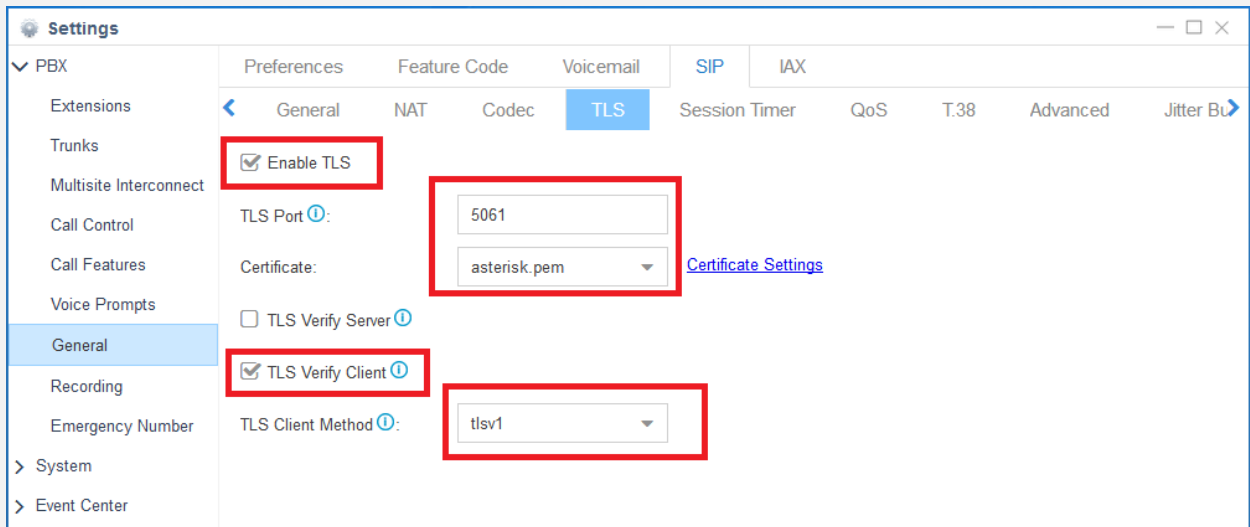 Settings
PBX
Extensions
Trunks
Multisite Interconnect
Call Control
Call Features
Voice Prompts
General
Recording
Emergency Number
System
Event Center
Preferences Feature Code Voicemail SIP IAX
General NAT Codec TLS Session Timer QoS T.38 Advanced Jitter Bu
Enable TLS
TLS Port : 5061
Certificate: asterisk.pem Certificate Settings
TLS Verify Server
TLS Verify Client
TLS Client Method : tlsv1